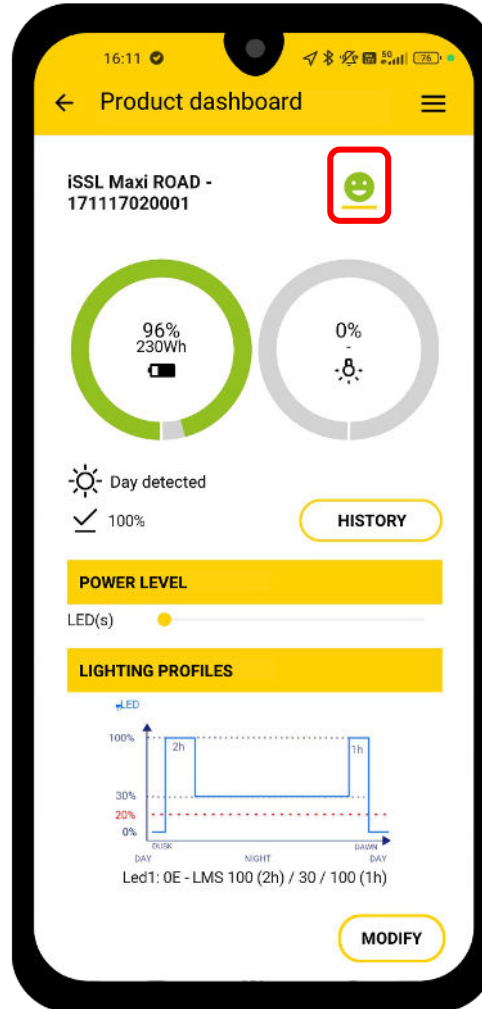 16:11
5G
76
Product dashboard
iSSL Maxi ROAD -
171117020001
96%
230Wh
0%
-
Day detected
100%
HISTORY
POWER LEVEL
LED(s)
LIGHTING PROFILES
LED
100%
2h
1h
30%
20%
0%
DUSK
DAWN
DAY
NIGHT
DAY
Led1: 0E - LMS 100 (2h) / 30 / 100 (1h)
MODIFY